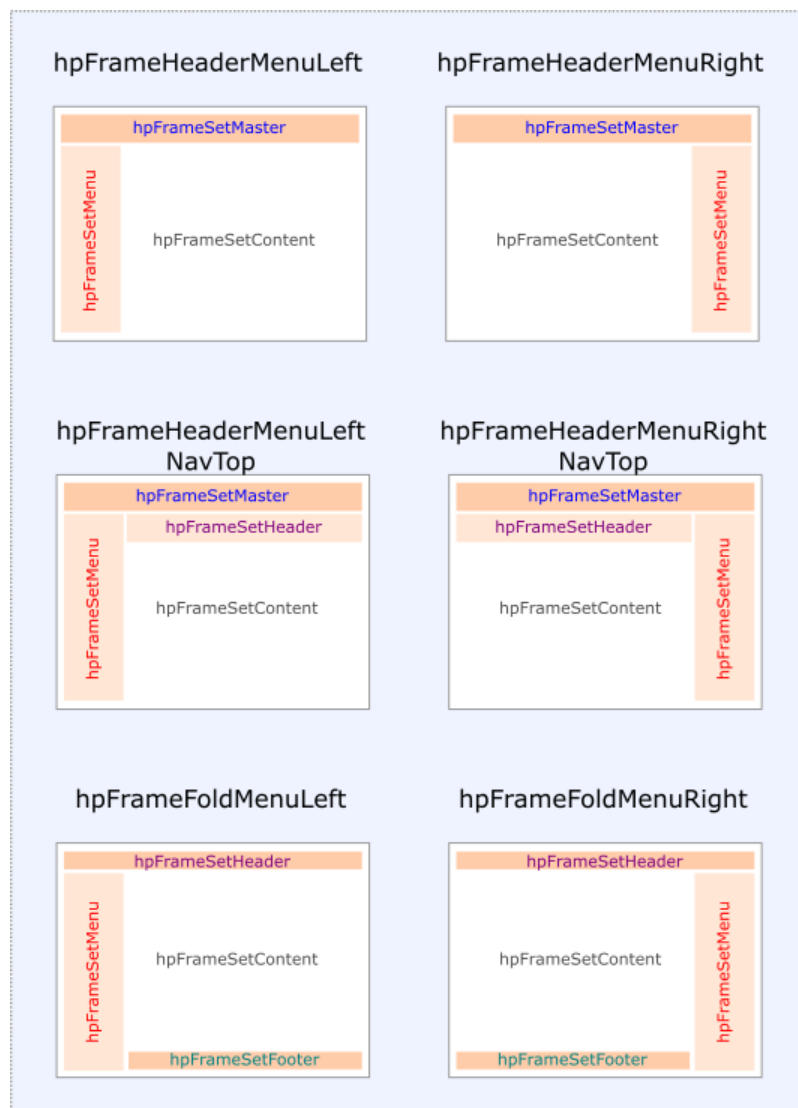 hpFrameHeaderMenuLeft
hpFrameSetMaster
hpFrameSetMenu
hpFrameSetContent
hpFrameHeaderMenuRight
hpFrameSetMaster
hpFrameSetContent
hpFrameSetMenu
hpFrameHeaderMenuLeft
NavTop
hpFrameSetMaster
hpFrameSetHeader
hpFrameSetMenu
hpFrameSetContent
hpFrameHeaderMenuRight
NavTop
hpFrameSetMaster
hpFrameSetHeader
hpFrameSetContent
hpFrameSetMenu
hpFrameFoldMenuLeft
hpFrameSetHeader
hpFrameSetMenu
hpFrameSetContent
hpFrameSetFooter
hpFrameFoldMenuRight
hpFrameSetHeader
hpFrameSetContent
hpFrameSetMenu
hpFrameSetFooter